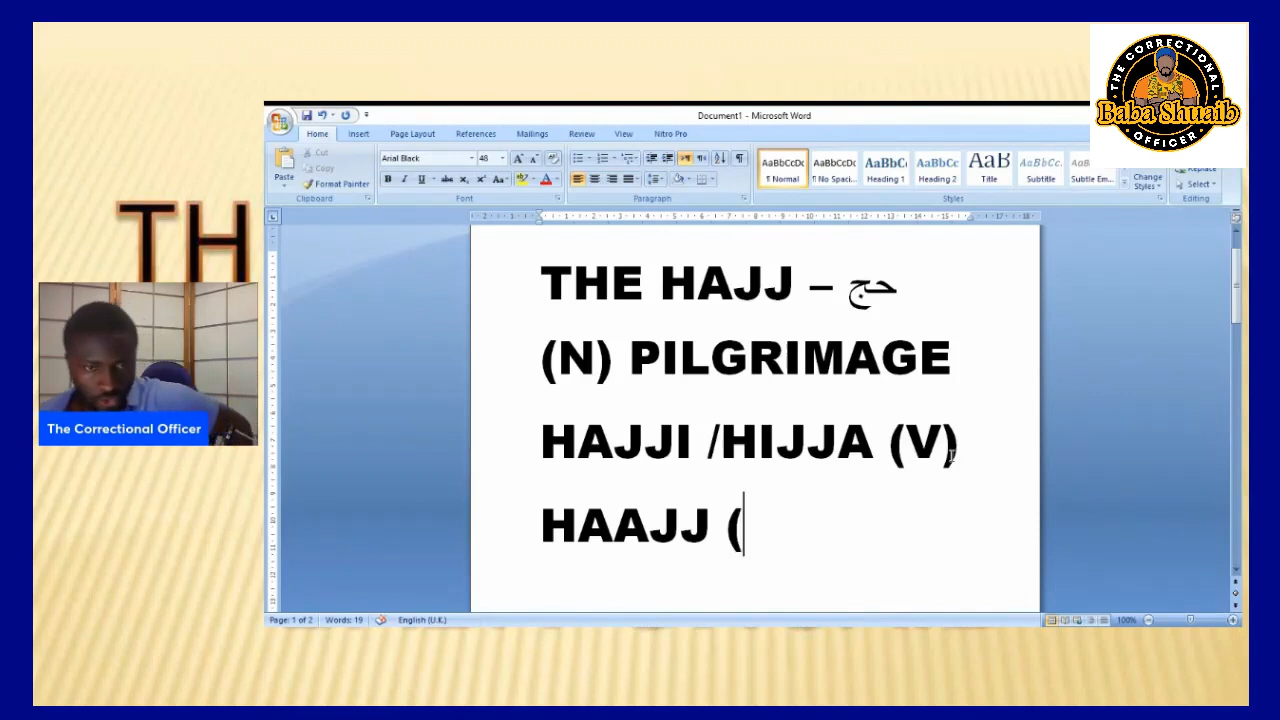 THE CORRECTIONAL
Baba Shuaib
OFFICER
TH
Document1 - Microsoft Word
Home Insert Page Layout References Mailings Review View Nitro Pro
Paste
Cut
Copy
Format Painter
Clipboard
Arial Black 48
Font
Paragraph
AaBbCcDc AaBbCcDc AaBbC AaBbCc AaB AaBbCc. AaBbCc.
¶ Normal ¶ No Spaci... Heading 1 Heading 2 Title Subtitle Subtle Em...
Change
Styles
Styles
Replace
Select
Editing
THE HAJJ – حج
(N) PILGRIMAGE
HAJJI /HIJJA (V)
HAAJJ (
The Correctional Officer
Page: 1 of 2 Words: 19 English (U.K.) 100%